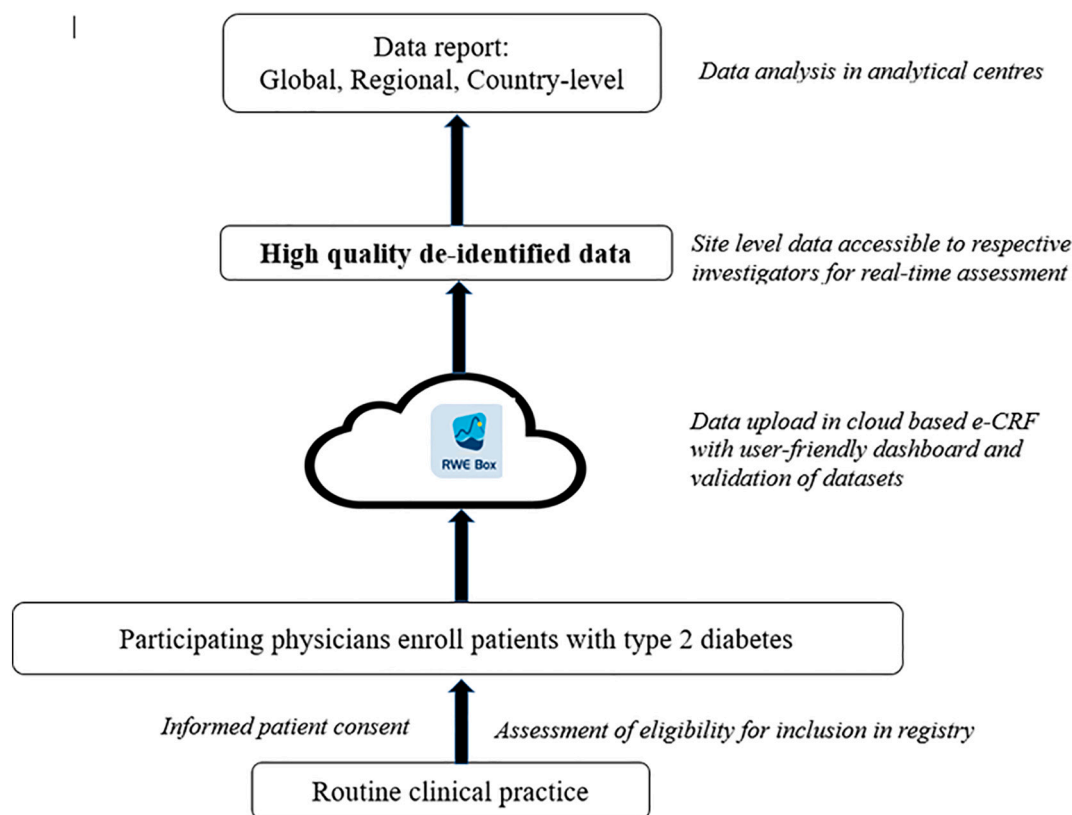 Data report:
Global, Regional, Country-level
Data analysis in analytical centres
High quality de-identified data
Site level data accessible to respective
investigators for real-time assessment
RWE Box
Data upload in cloud based e-CRF
with user-friendly dashboard and
validation of datasets
Participating physicians enroll patients with type 2 diabetes
Informed patient consent
Assessment of eligibility for inclusion in registry
Routine clinical practice